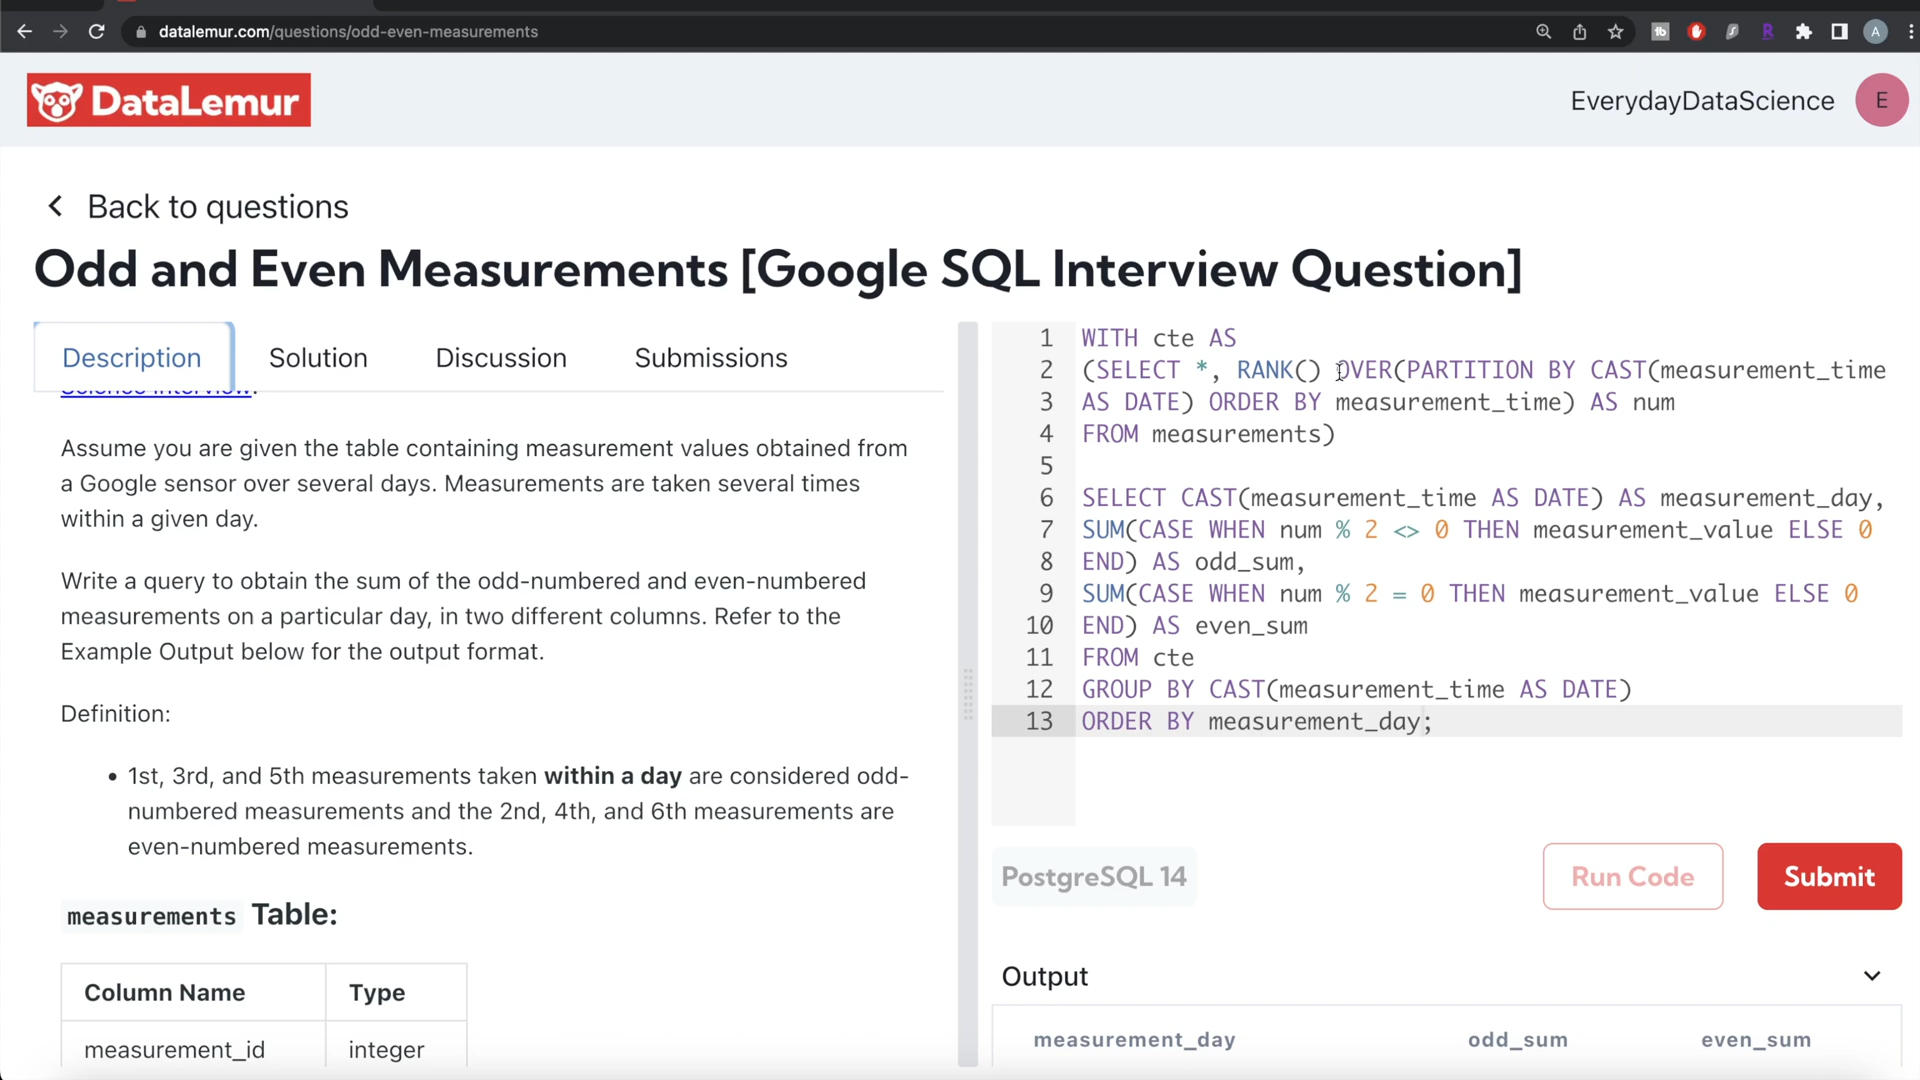 datalemur.com/questions/odd-even-measurements
A
DataLemur
EverydayDataScience
E
Back to questions
Odd and Even Measurements [Google SQL Interview Question]
Description
Solution
Discussion
Submissions
Assume you are given the table containing measurement values obtained from
a Google sensor over several days. Measurements are taken several times
within a given day.
Write a query to obtain the sum of the odd-numbered and even-numbered
measurements on a particular day, in two different columns. Refer to the
Example Output below for the output format.
Definition:
• 1st, 3rd, and 5th measurements taken within a day are considered odd-
numbered measurements and the 2nd, 4th, and 6th measurements are
even-numbered measurements.
measurements Table:
Column Name Type
measurement_id integer
1 WITH cte AS
2 (SELECT *, RANK() OVER(PARTITION BY CAST(measurement_time
3 AS DATE) ORDER BY measurement_time) AS num
4 FROM measurements)
5
6 SELECT CAST(measurement_time AS DATE) AS measurement_day,
7 SUM(CASE WHEN num % 2 <> 0 THEN measurement_value ELSE 0
8 END) AS odd_sum,
9 SUM(CASE WHEN num % 2 = 0 THEN measurement_value ELSE 0
10 END) AS even_sum
11 FROM cte
12 GROUP BY CAST(measurement_time AS DATE)
13 ORDER BY measurement_day;
PostgreSQL 14
Run Code
Submit
Output
measurement_day odd_sum even_sum